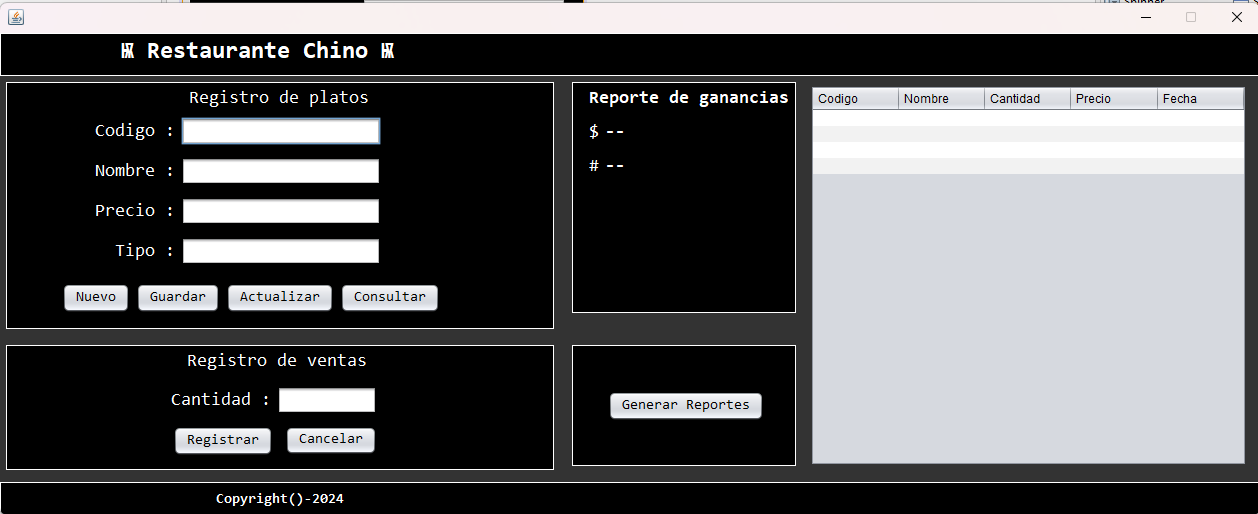 Restaurante Chino
Registro de platos
Codigo :
Nombre :
Precio :
Tipo :
Nuevo Guardar Actualizar Consultar
Registro de ventas
Cantidad :
Registrar Cancelar
Reporte de ganancias
$ --
# --
Generar Reportes
Codigo Nombre Cantidad Precio Fecha
Copyright()-2024